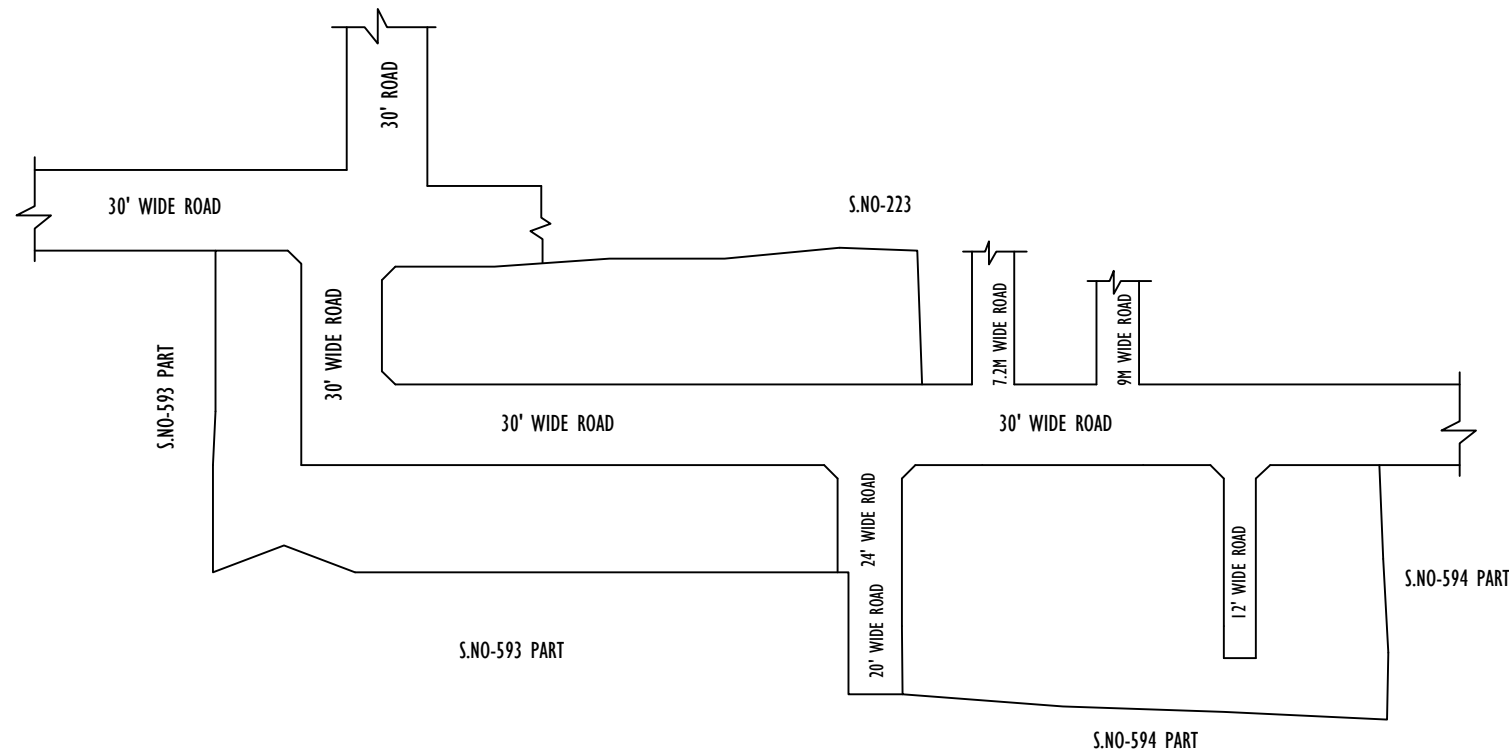 30' ROAD
30' WIDE ROAD
S.NO-223
30' WIDE ROAD
S.NO-593 PART
7.2M WIDE ROAD
9M WIDE ROAD
30' WIDE ROAD
30' WIDE ROAD
24' WIDE ROAD
20' WIDE ROAD
12' WIDE ROAD
S.NO-594 PART
S.NO-593 PART
S.NO-594 PART